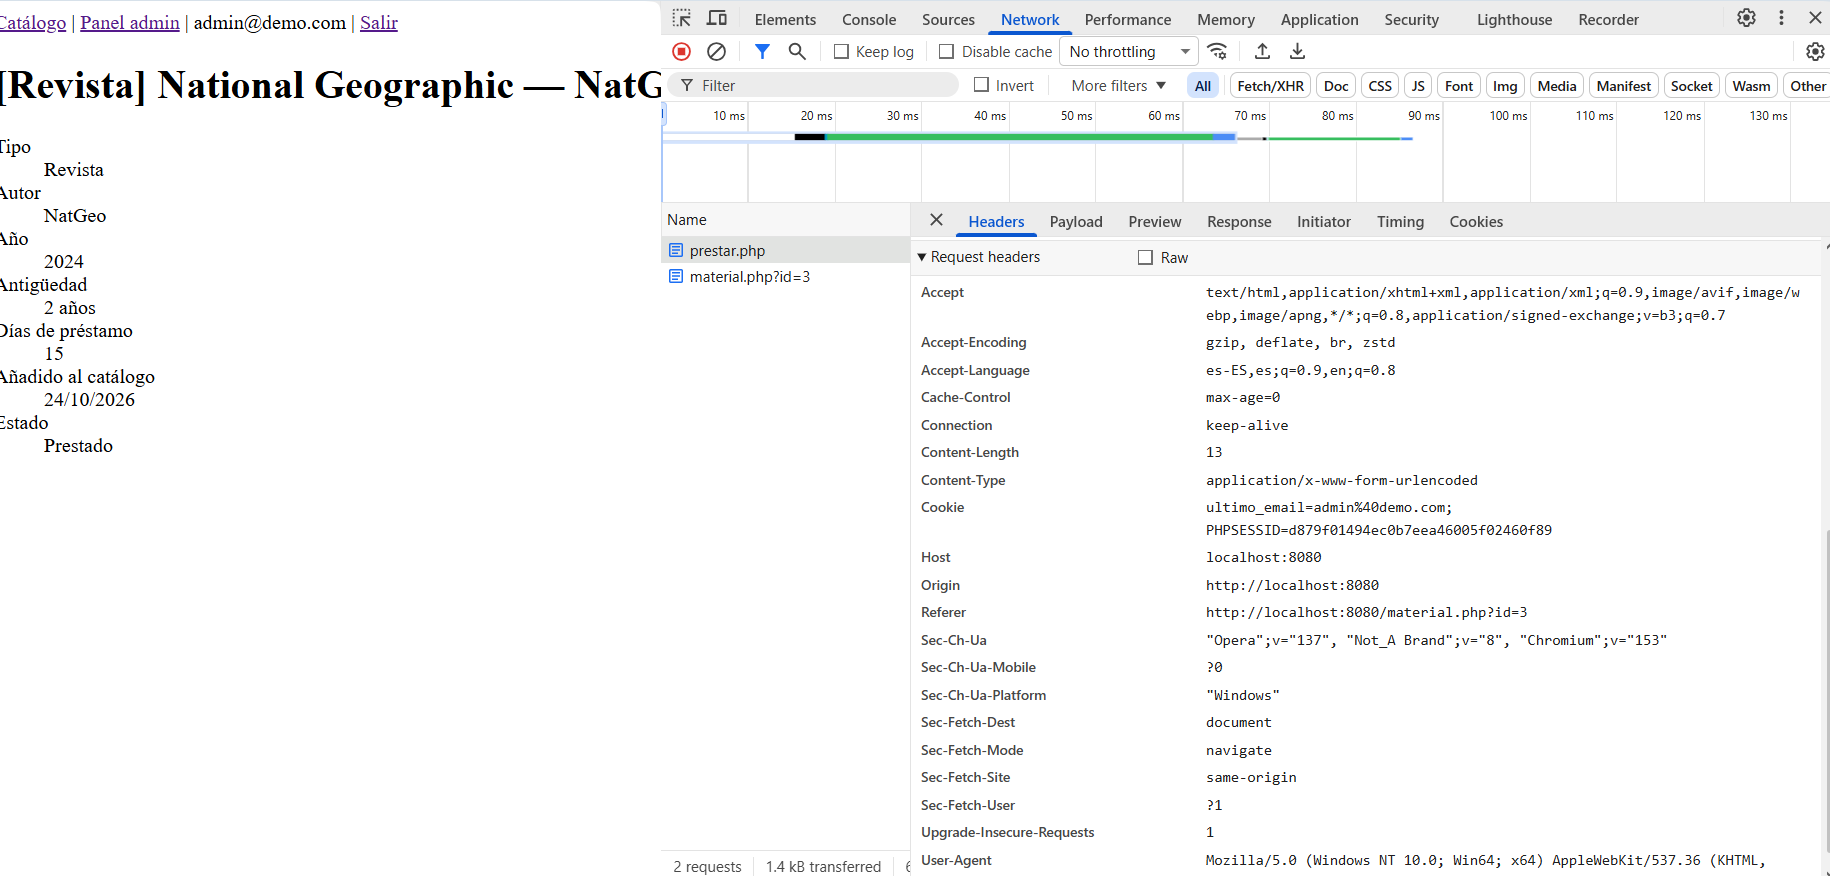 Catálogo | Panel admin | admin@demo.com | Salir
[Revista] National Geographic — NatG
Tipo
Revista
Autor
NatGeo
Año
2024
Antigüedad
2 años
Días de préstamo
15
Añadido al catálogo
24/10/2026
Estado
Prestado
Elements Console Sources Network Performance Memory Application Security Lighthouse Recorder
Keep log Disable cache No throttling
Filter Invert More filters All Fetch/XHR Doc CSS JS Font Img Media Manifest Socket Wasm Other
10 ms 20 ms 30 ms 40 ms 50 ms 60 ms 70 ms 80 ms 90 ms 100 ms 110 ms 120 ms 130 ms
Name
prestar.php
material.php?id=3
2 requests 1.4 kB transferred 6
Headers Payload Preview Response Initiator Timing Cookies
Request headers Raw
Accept text/html,application/xhtml+xml,application/xml;q=0.9,image/avif,image/w
ebp,image/apng,*/*;q=0.8,application/signed-exchange;v=b3;q=0.7
Accept-Encoding gzip, deflate, br, zstd
Accept-Language es-ES,es;q=0.9,en;q=0.8
Cache-Control max-age=0
Connection keep-alive
Content-Length 13
Content-Type application/x-www-form-urlencoded
Cookie ultimo_email=admin%40demo.com;
PHPSESSID=d879f01494ec0b7eea46005f02460f89
Host localhost:8080
Origin http://localhost:8080
Referer http://localhost:8080/material.php?id=3
Sec-Ch-Ua "Opera";v="137", "Not_A Brand";v="8", "Chromium";v="153"
Sec-Ch-Ua-Mobile ?0
Sec-Ch-Ua-Platform "Windows"
Sec-Fetch-Dest document
Sec-Fetch-Mode navigate
Sec-Fetch-Site same-origin
Sec-Fetch-User ?1
Upgrade-Insecure-Requests 1
User-Agent Mozilla/5.0 (Windows NT 10.0; Win64; x64) AppleWebKit/537.36 (KHTML,